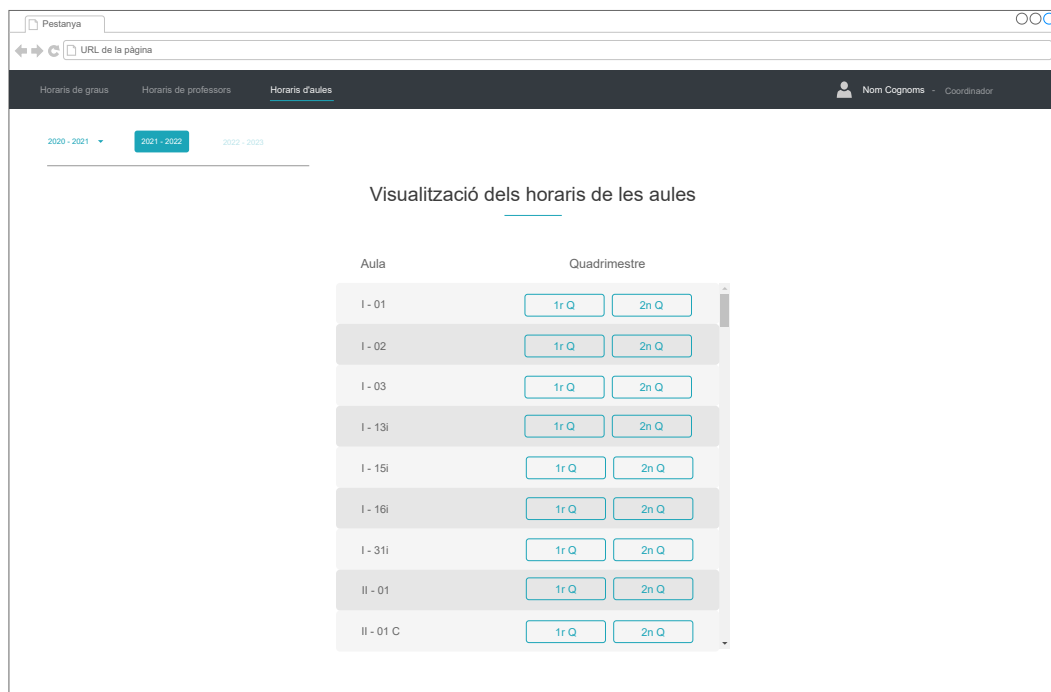 Pestanya
URL de la pàgina
Horaris de graus Horaris de professors Horaris d'aules Nom Cognoms - Coordinador
2020 - 2021 2021 - 2022 2022 - 2023
Visualització dels horaris de les aules
Aula Quadrimestre
I - 01 1r Q 2n Q
I - 02 1r Q 2n Q
I - 03 1r Q 2n Q
I - 13i 1r Q 2n Q
I - 15i 1r Q 2n Q
I - 16i 1r Q 2n Q
I - 31i 1r Q 2n Q
II - 01 1r Q 2n Q
II - 01 C 1r Q 2n Q